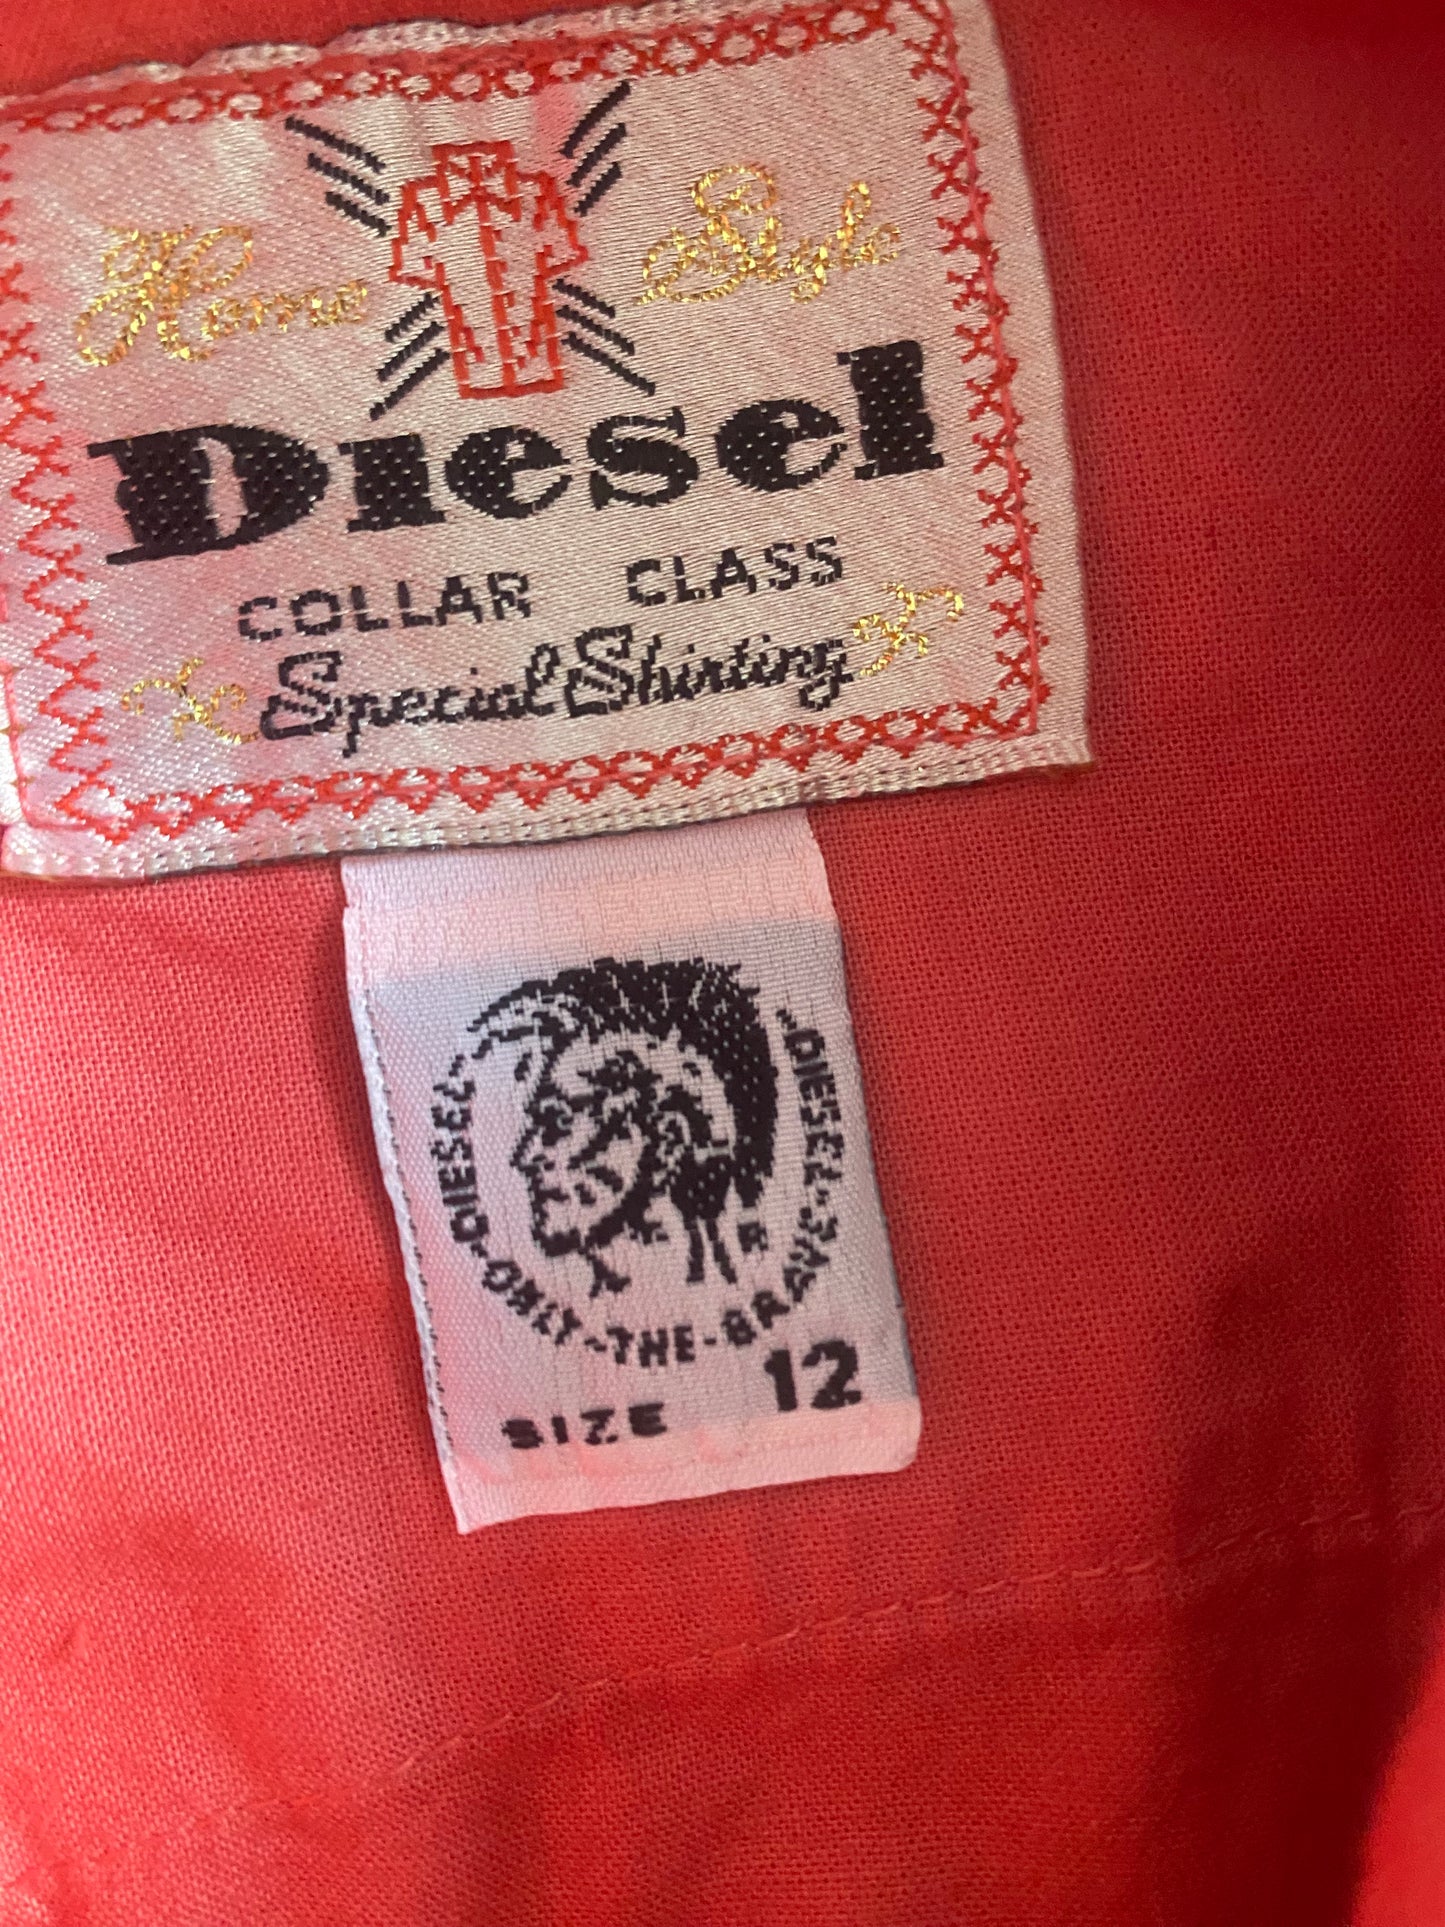 Home Style
Diesel
COLLAR CLASS
Special Shirting
DIESEL-ONLY-THE-BRAVE-DIESEL
R
SIZE 12